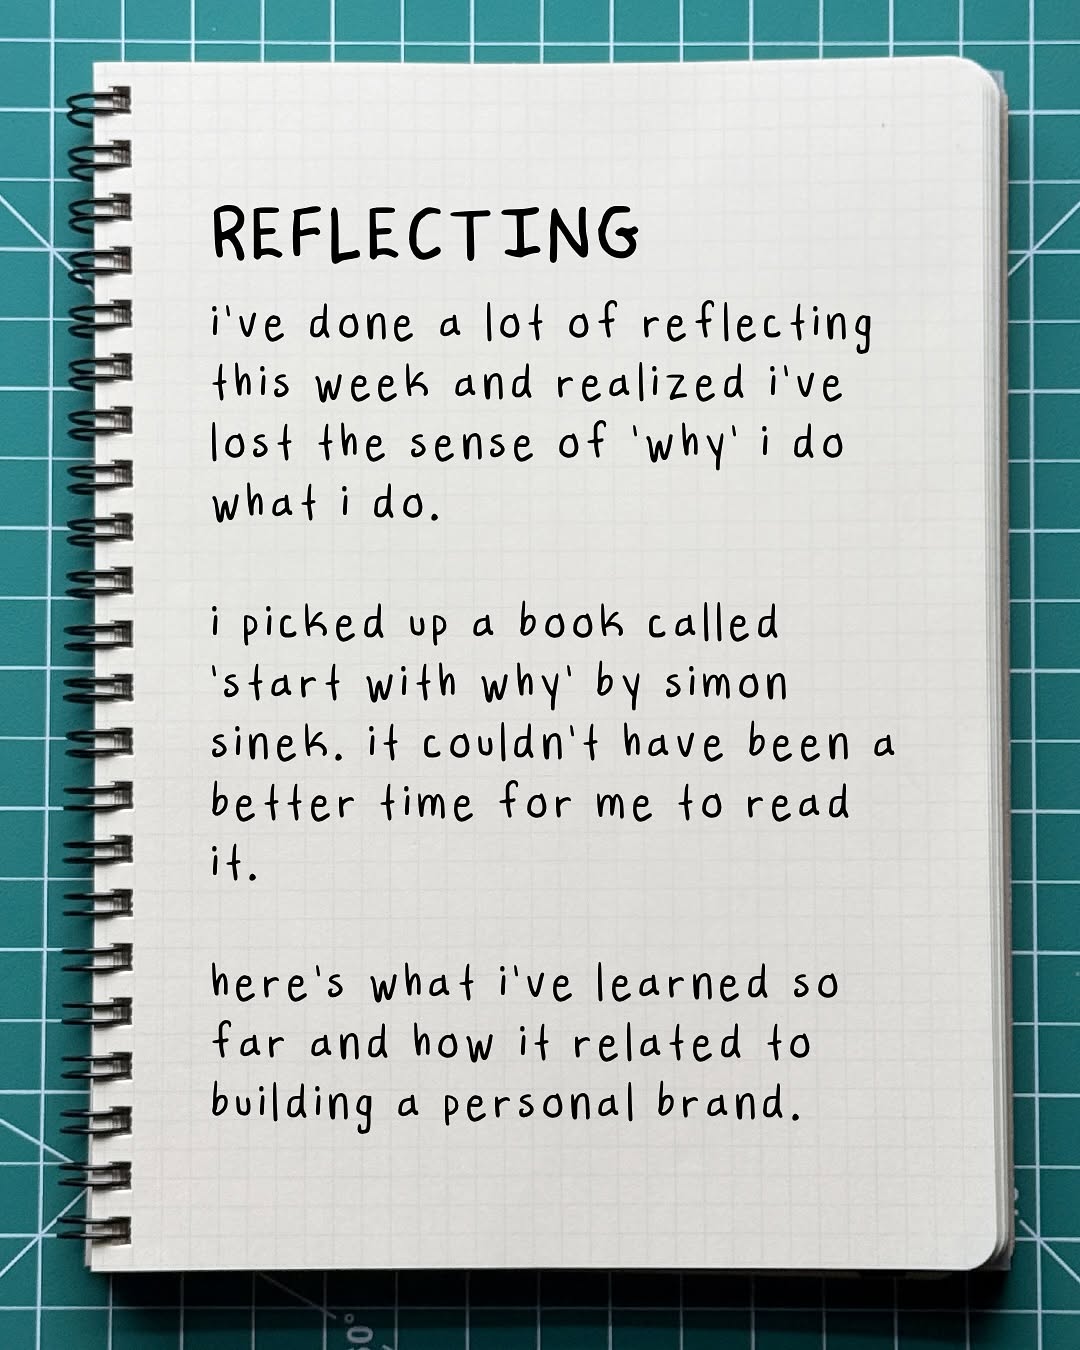 REFLECTING
i've done a lot of reflecting
this week and realized i've
lost the sense of 'why' i do
what i do.
i picked up a book called
'start with why' by simon
sinek. it couldn't have been a
better time for me to read
it.
here's what i've learned so
far and how it related to
building a personal brand.
0°